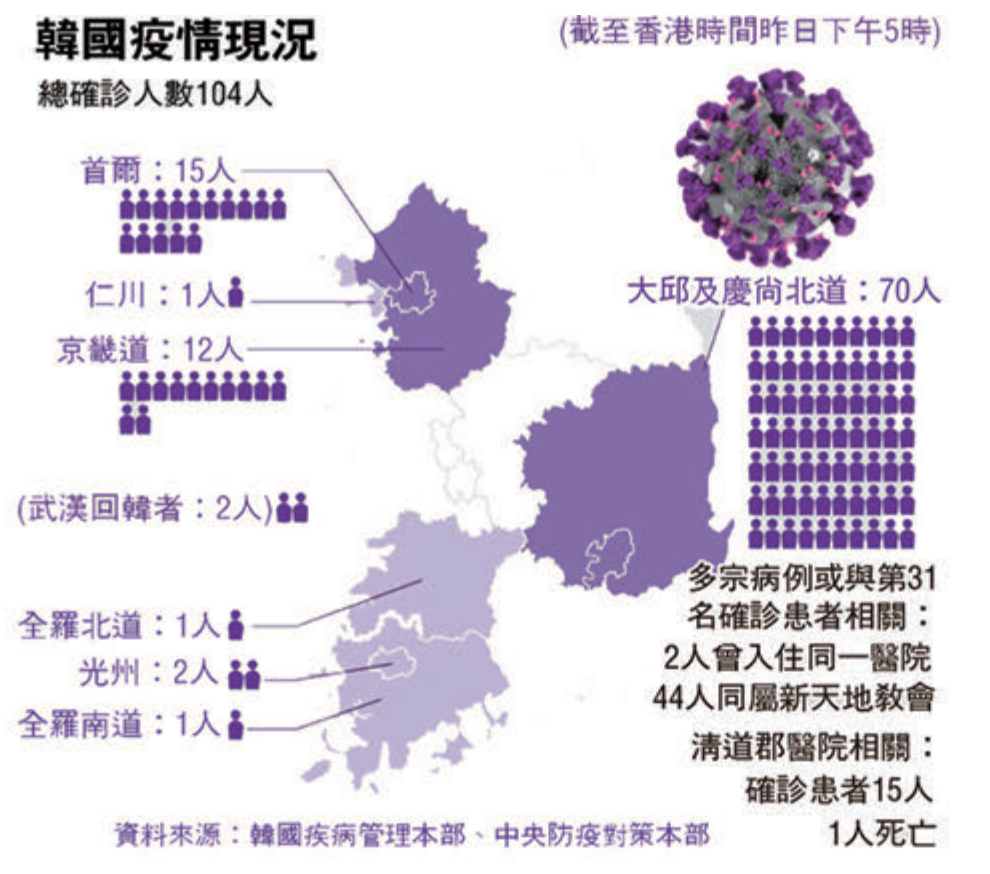 韓國疫情現況
(截至香港時間昨日下午5時)
總確診人數104人
首爾：15人
仁川：1人
京畿道：12人
大邱及慶尚北道：70人
(武漢回韓者：2人)
多宗病例或與第31
名確診患者相關：
2人曾入住同一醫院
44人同屬新天地教會
全羅北道：1人
光州：2人
全羅南道：1人
清道郡醫院相關：
確診患者15人
1人死亡
資料來源：韓國疾病管理本部、中央防疫對策本部